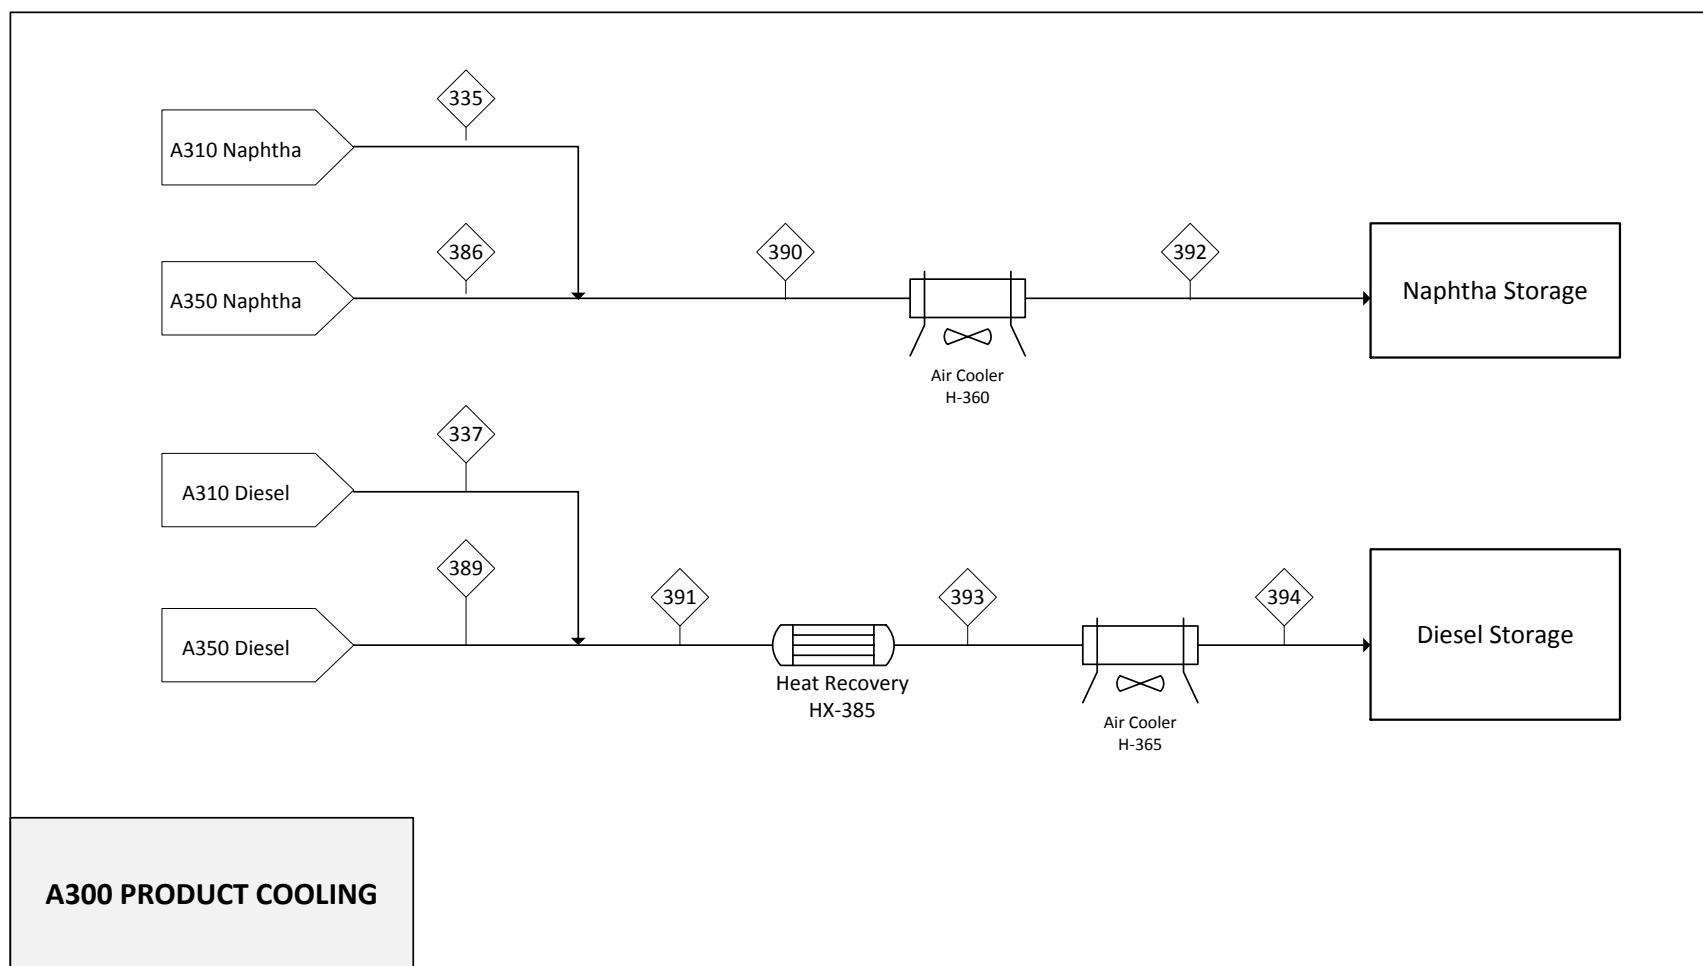 335
A310 Naphtha
386
390
392
A350 Naphtha
Naphtha Storage
Air Cooler
H-360
337
A310 Diesel
389
391
393
394
A350 Diesel
Diesel Storage
Heat Recovery
HX-385
Air Cooler
H-365
A300 PRODUCT COOLING